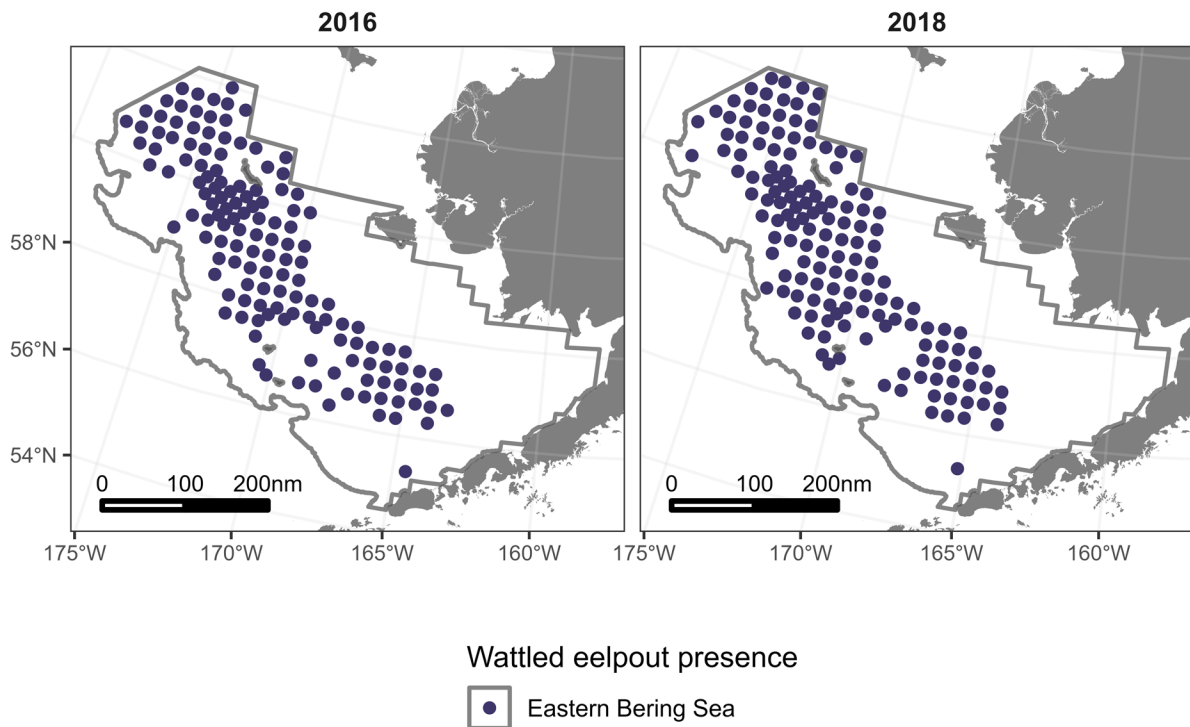 2016 2018
58°N
56°N
54°N
0 100 200nm 0 100 200nm
175°W 170°W 165°W 160°W 175°W 170°W 165°W 160°W
Wattled eelpout presence
Eastern Bering Sea